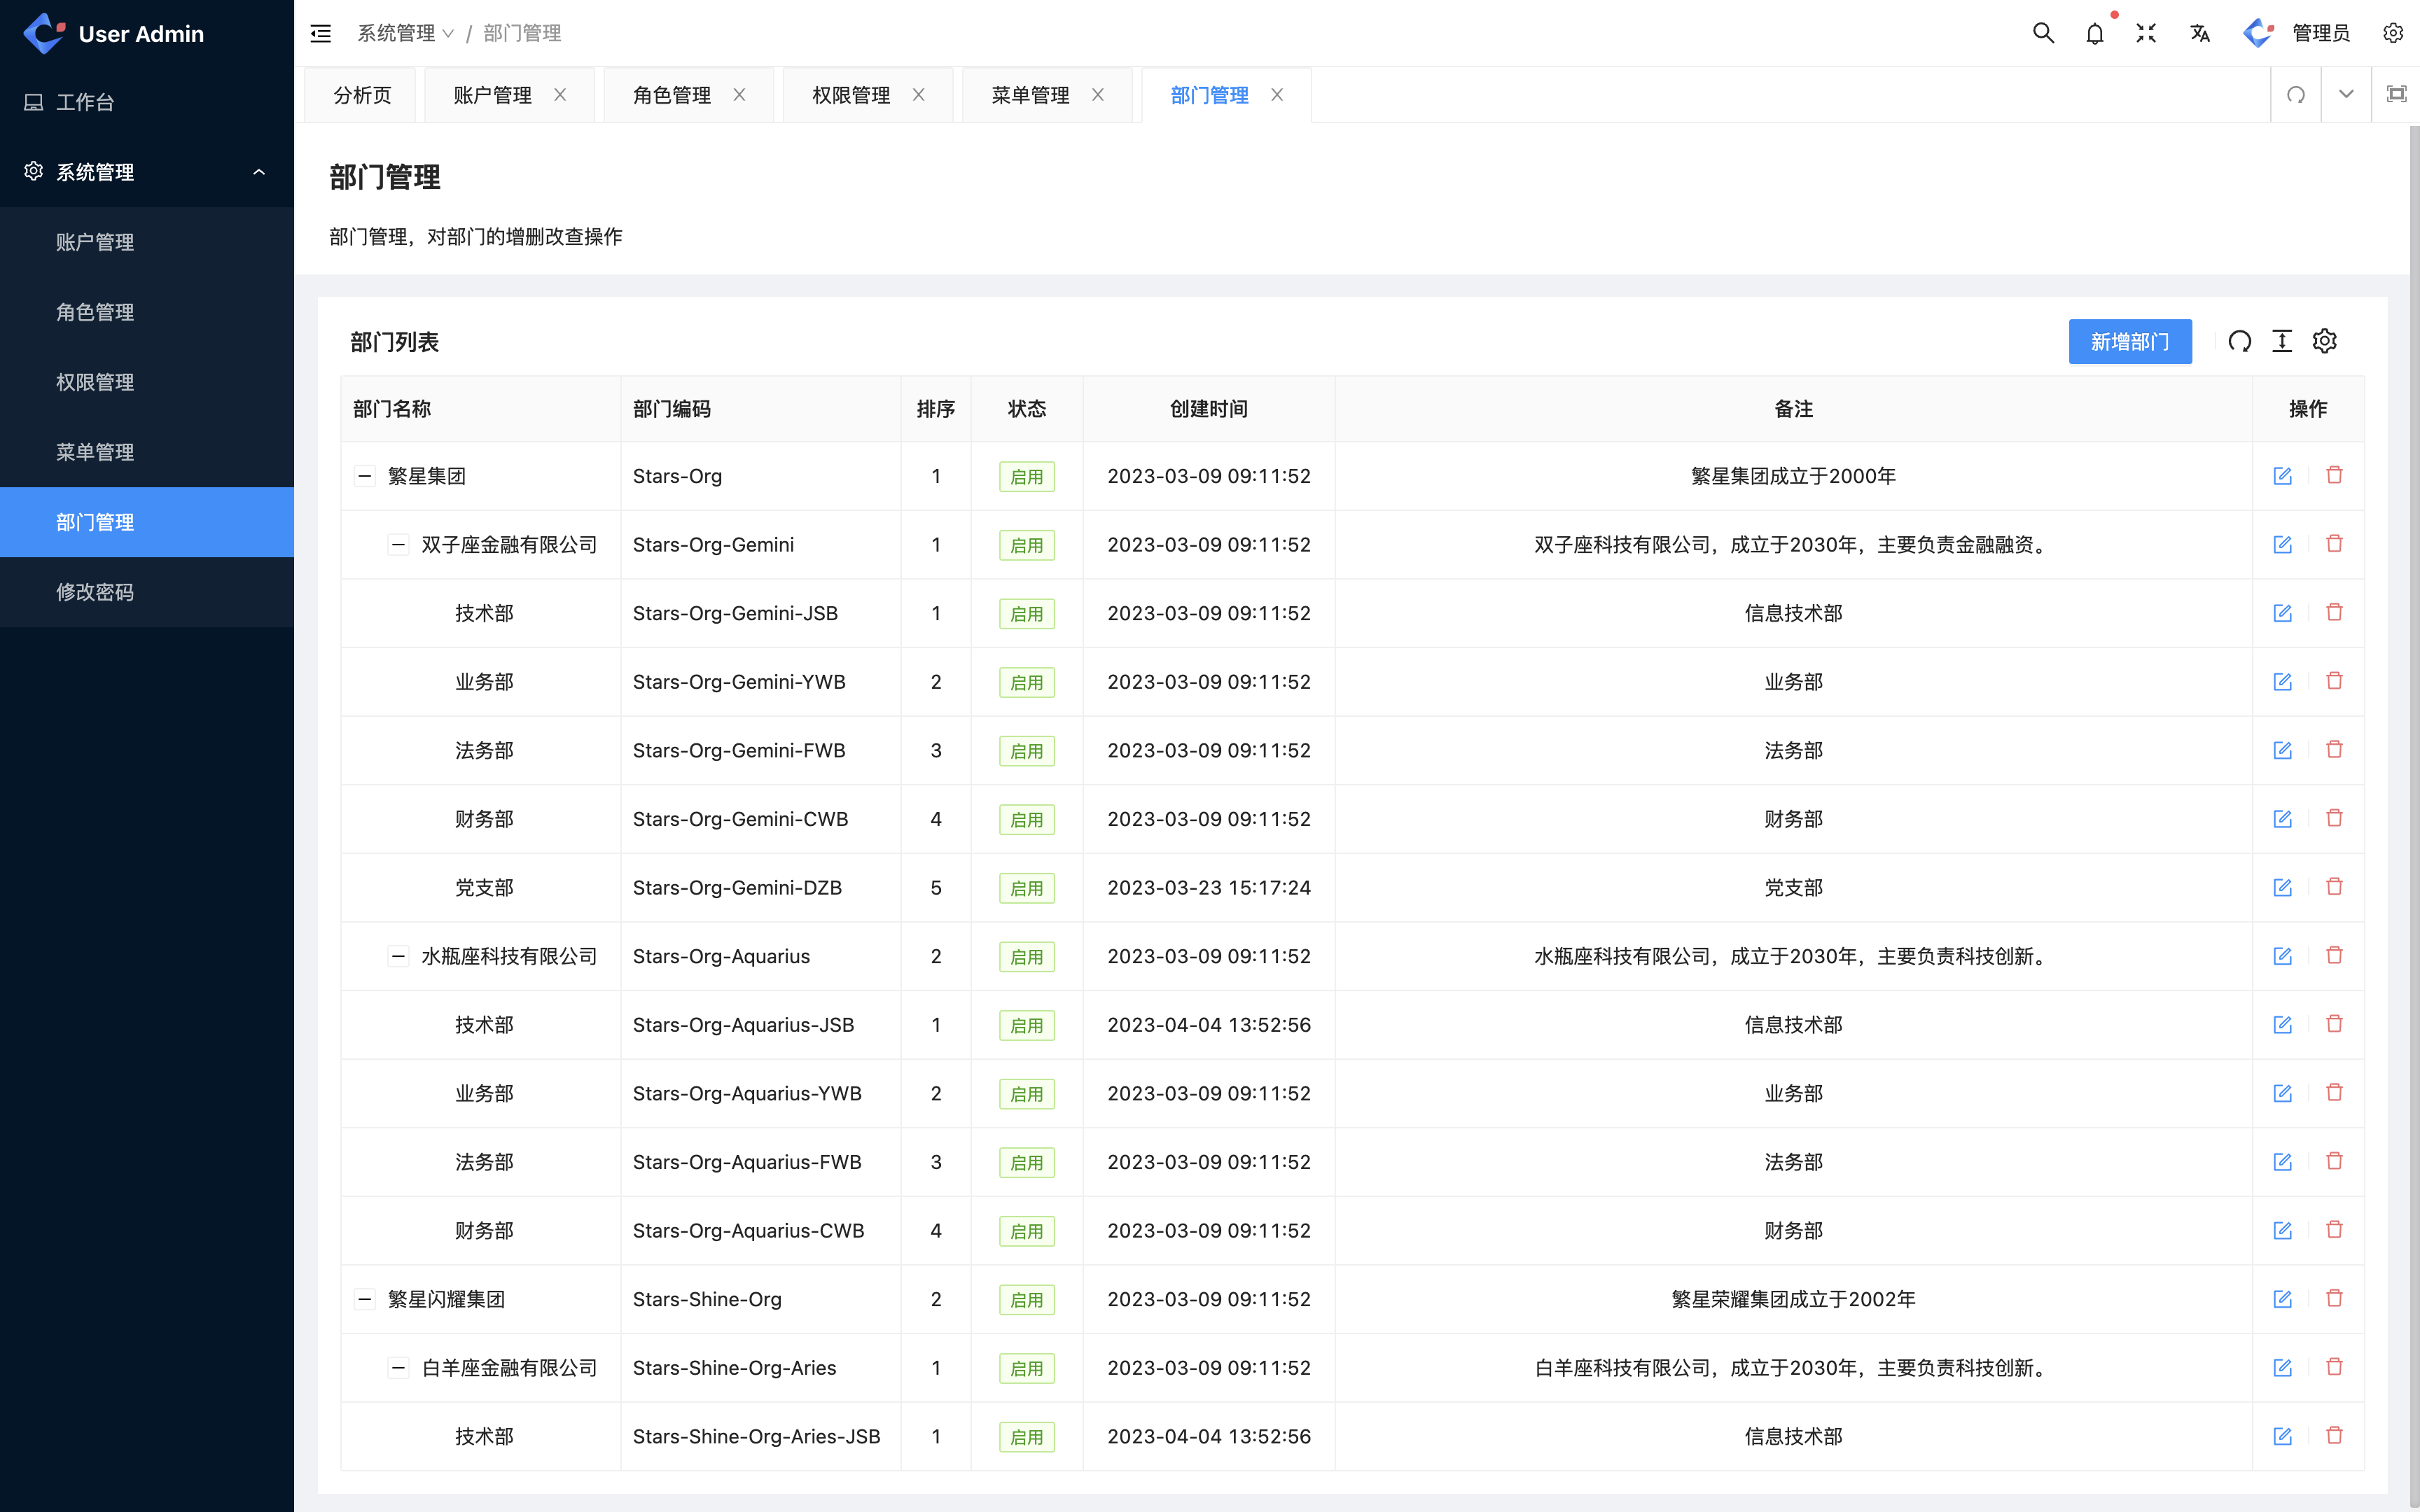 User Admin
工作台
系统管理
账户管理
角色管理
权限管理
菜单管理
部门管理
修改密码
系统管理 / 部门管理
管理员
分析页 账户管理 角色管理 权限管理 菜单管理 部门管理
部门管理
部门管理，对部门的增删改查操作
部门列表
新增部门
部门名称 部门编码 排序 状态 创建时间 备注 操作
繁星集团 Stars-Org 1 启用 2023-03-09 09:11:52 繁星集团成立于2000年
双子座金融有限公司 Stars-Org-Gemini 1 启用 2023-03-09 09:11:52 双子座科技有限公司，成立于2030年，主要负责金融融资。
技术部 Stars-Org-Gemini-JSB 1 启用 2023-03-09 09:11:52 信息技术部
业务部 Stars-Org-Gemini-YWB 2 启用 2023-03-09 09:11:52 业务部
法务部 Stars-Org-Gemini-FWB 3 启用 2023-03-09 09:11:52 法务部
财务部 Stars-Org-Gemini-CWB 4 启用 2023-03-09 09:11:52 财务部
党支部 Stars-Org-Gemini-DZB 5 启用 2023-03-23 15:17:24 党支部
水瓶座科技有限公司 Stars-Org-Aquarius 2 启用 2023-03-09 09:11:52 水瓶座科技有限公司，成立于2030年，主要负责科技创新。
技术部 Stars-Org-Aquarius-JSB 1 启用 2023-04-04 13:52:56 信息技术部
业务部 Stars-Org-Aquarius-YWB 2 启用 2023-03-09 09:11:52 业务部
法务部 Stars-Org-Aquarius-FWB 3 启用 2023-03-09 09:11:52 法务部
财务部 Stars-Org-Aquarius-CWB 4 启用 2023-03-09 09:11:52 财务部
繁星闪耀集团 Stars-Shine-Org 2 启用 2023-03-09 09:11:52 繁星荣耀集团成立于2002年
白羊座金融有限公司 Stars-Shine-Org-Aries 1 启用 2023-03-09 09:11:52 白羊座科技有限公司，成立于2030年，主要负责科技创新。
技术部 Stars-Shine-Org-Aries-JSB 1 启用 2023-04-04 13:52:56 信息技术部